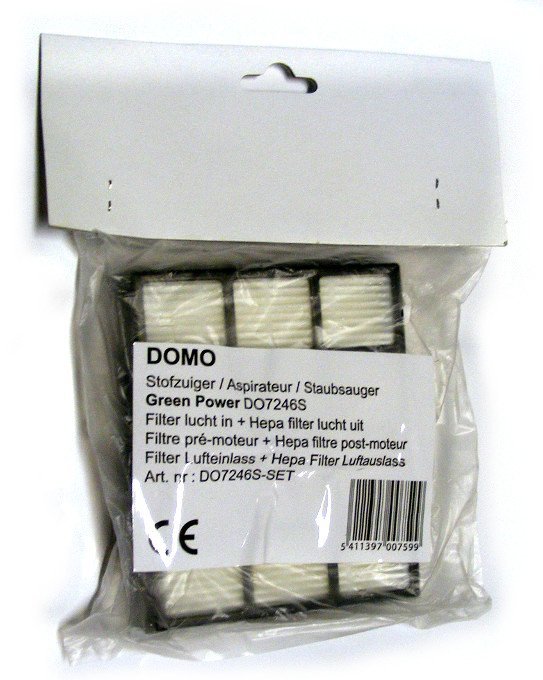 DOMO
Stofzuiger / Aspirateur / Staubsauger
Green Power DO7246S
Filter lucht in + Hepa filter lucht uit
Filtre pré-moteur + Hepa filtre post-moteur
Filter Lufteinlass + Hepa Filter Luftauslass
Art. nr : DO7246S-SET
CE
5 411397 007599